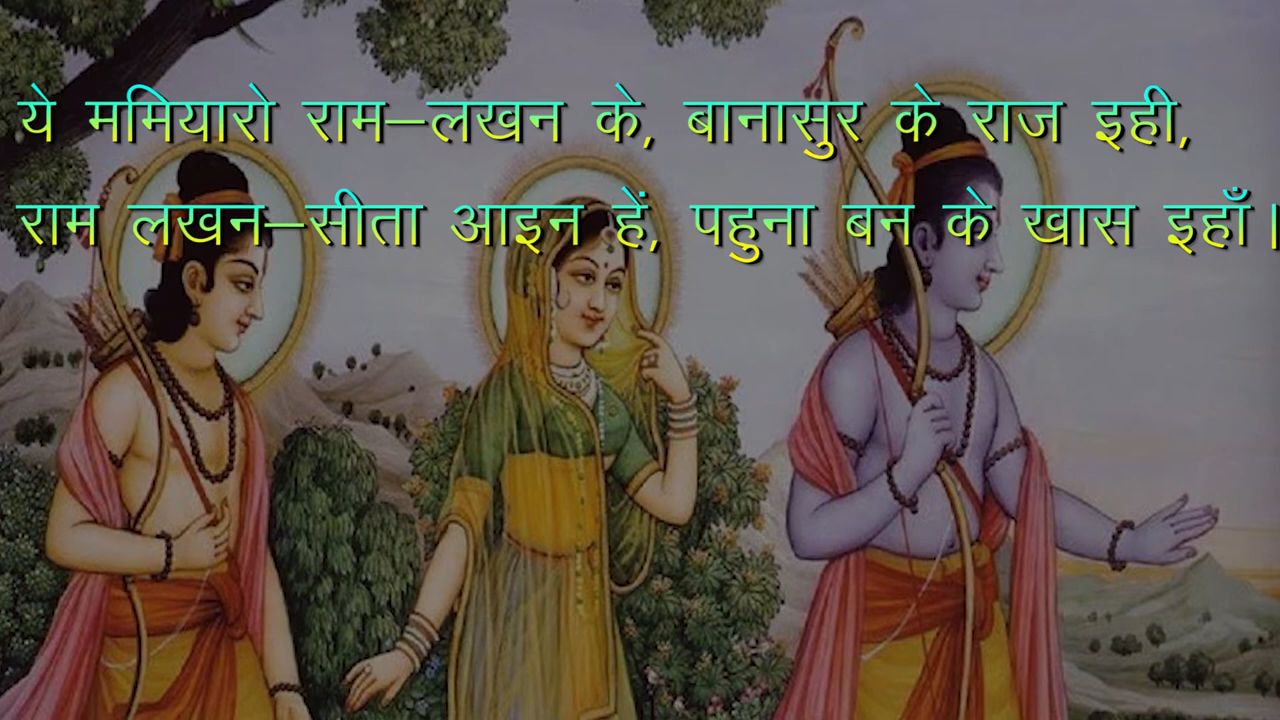 ये ममियारो राम–लखन के, बानासुर के राज इही,
राम लखन–सीता आइन हें, पहुना बन के खास इहाँ।